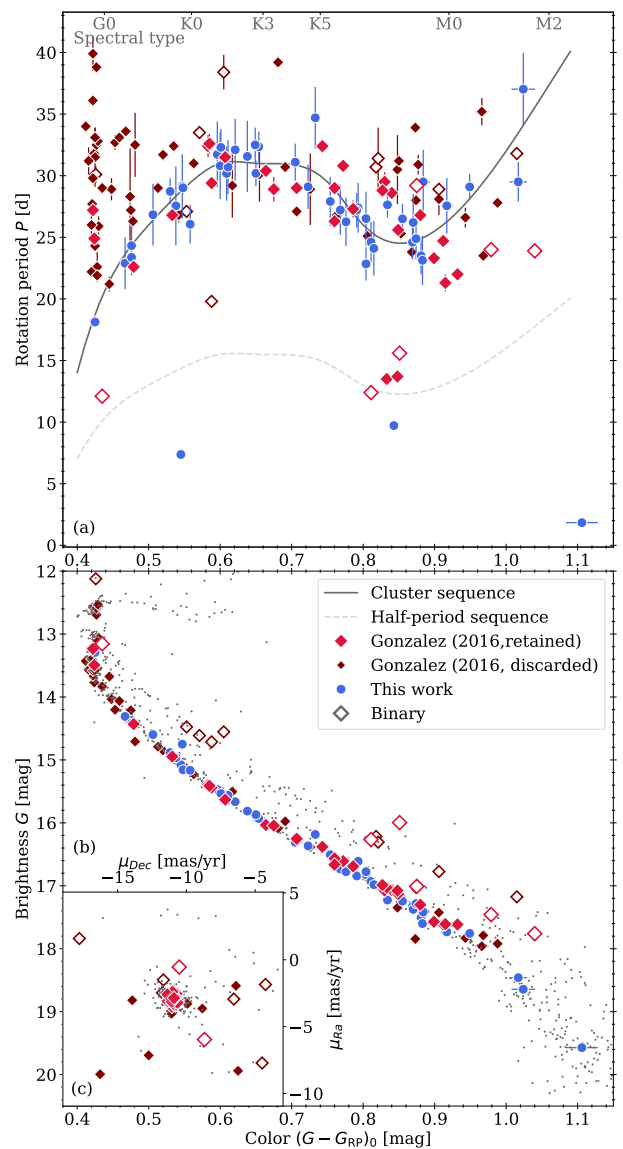 G0 K0 K3 K5 M0 M2
Spectral type
40
35
30
25
20
15
10
5
0
Rotation period P [d]
(a)
0.4 0.5 0.6 0.7 0.8 0.9 1.0 1.1
12
13
14
15
16
17
18
19
20
Brightness G [mag]
Cluster sequence
Half-period sequence
Gonzalez (2016,retained)
Gonzalez (2016, discarded)
This work
Binary
(b)
μDec [mas/yr]
−15 −10 −5
5
0
−5
−10
μRa [mas/yr]
(c)
0.4 0.5 0.6 0.7 0.8 0.9 1.0 1.1
Color (G − GRP)0 [mag]